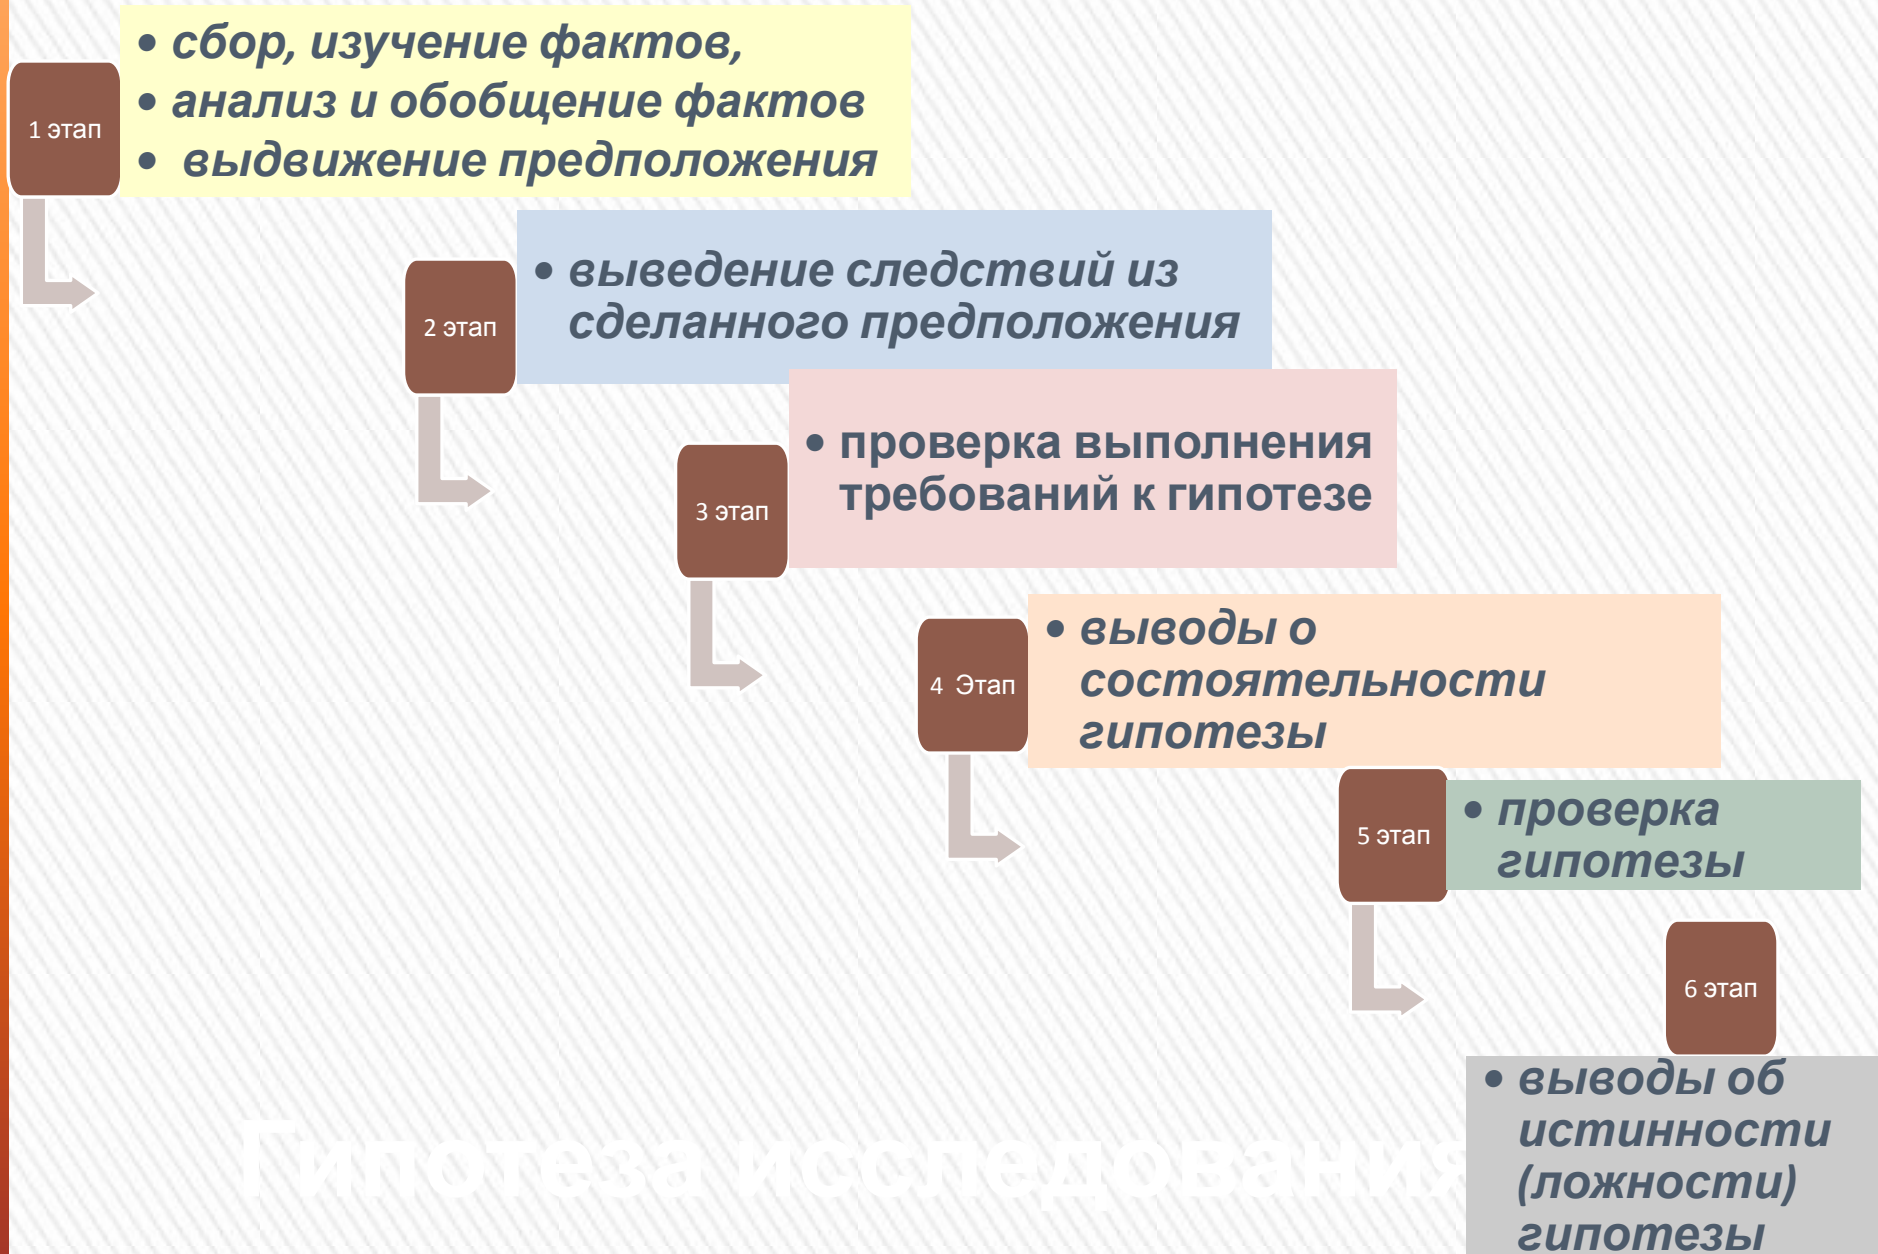 • сбор, изучение фактов,
• анализ и обобщение фактов
• выдвижение предположения
1 этап
• выведение следствий из
сделанного предположения
2 этап
• проверка выполнения
требований к гипотезе
3 этап
• выводы о
состоятельности
гипотезы
4 Этап
• проверка
гипотезы
5 этап
6 этап
• выводы об
истинности
(ложности)
гипотезы
Гипотеза исследования